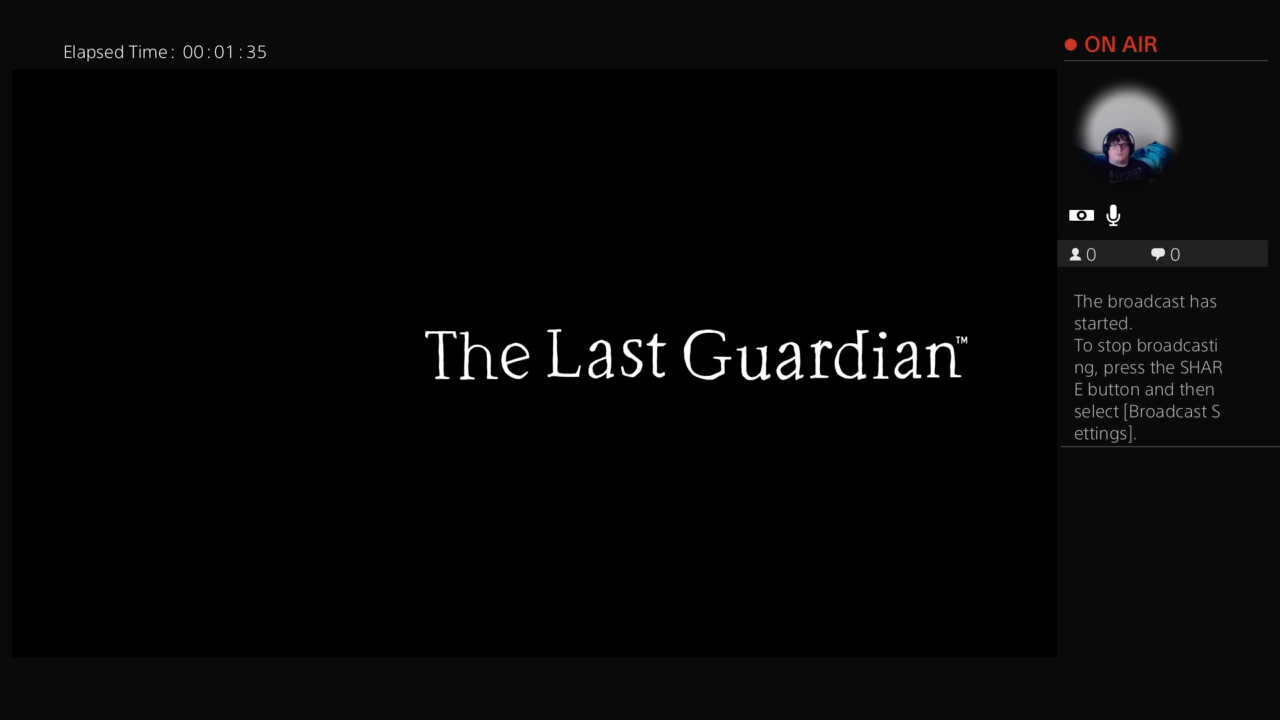 Elapsed Time: 00:01:35
ON AIR
0 0
The Last Guardian™
The broadcast has
started.
To stop broadcasti
ng, press the SHAR
E button and then
select [Broadcast S
ettings].